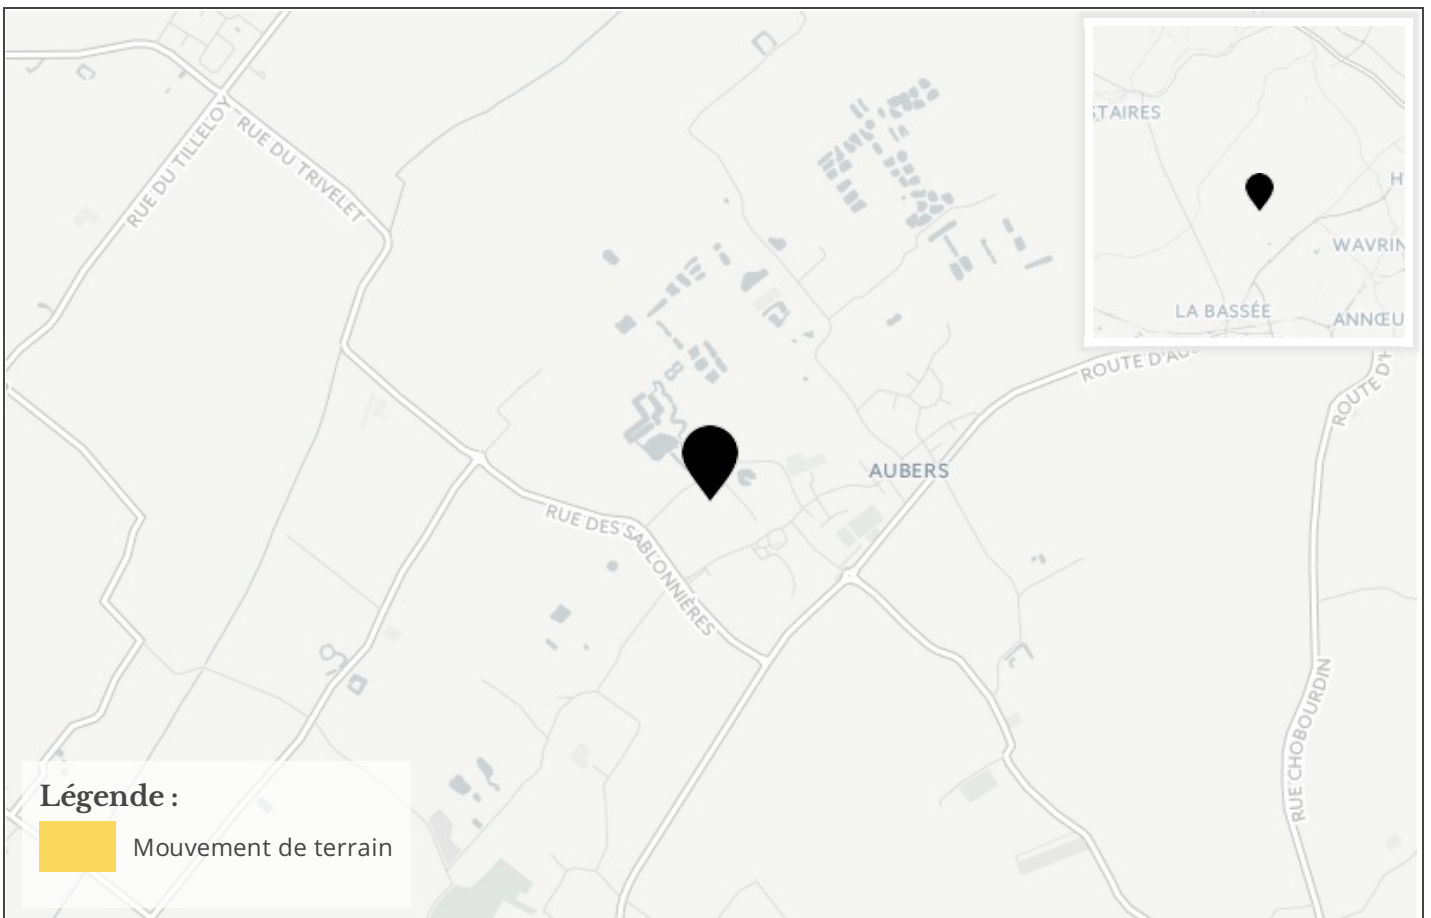 STAIRES
H
WAVRIN
LA BASSÉE
ANNŒU
RUE DU TILLELOY
RUE DU TRIVELET
ROUTE D'AU
ROUTE D'H
AUBERS
RUE DES SABLONNIÈRES
RUE CHOBOURDIN
Légende :
Mouvement de terrain